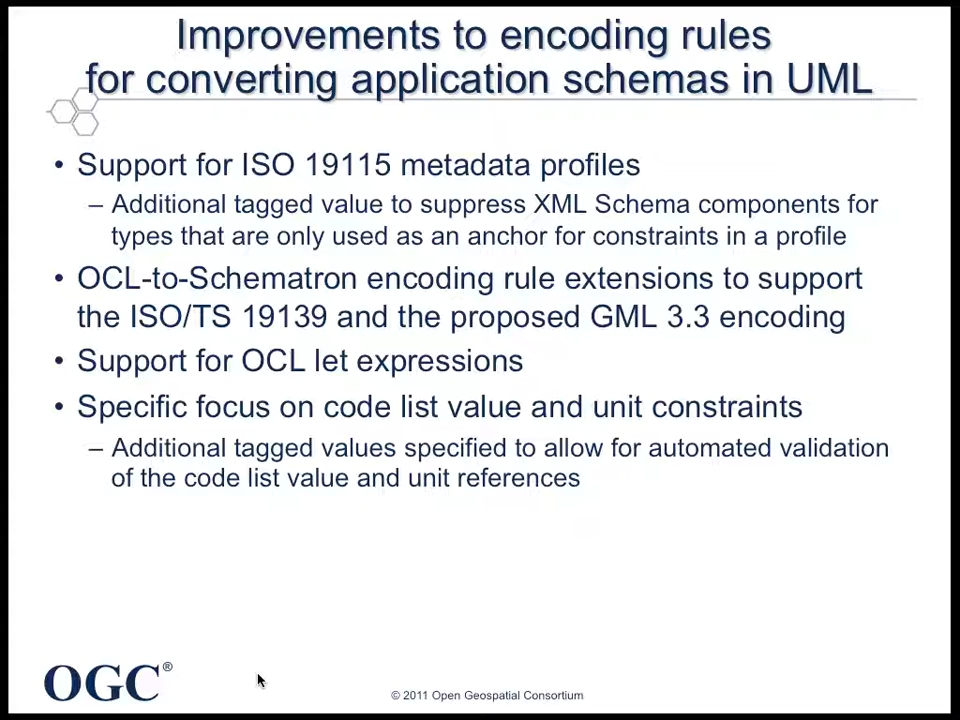 Improvements to encoding rules
for converting application schemas in UML
• Support for ISO 19115 metadata profiles
– Additional tagged value to suppress XML Schema components for
types that are only used as an anchor for constraints in a profile
• OCL-to-Schematron encoding rule extensions to support
the ISO/TS 19139 and the proposed GML 3.3 encoding
• Support for OCL let expressions
• Specific focus on code list value and unit constraints
– Additional tagged values specified to allow for automated validation
of the code list value and unit references
OGC®
© 2011 Open Geospatial Consortium